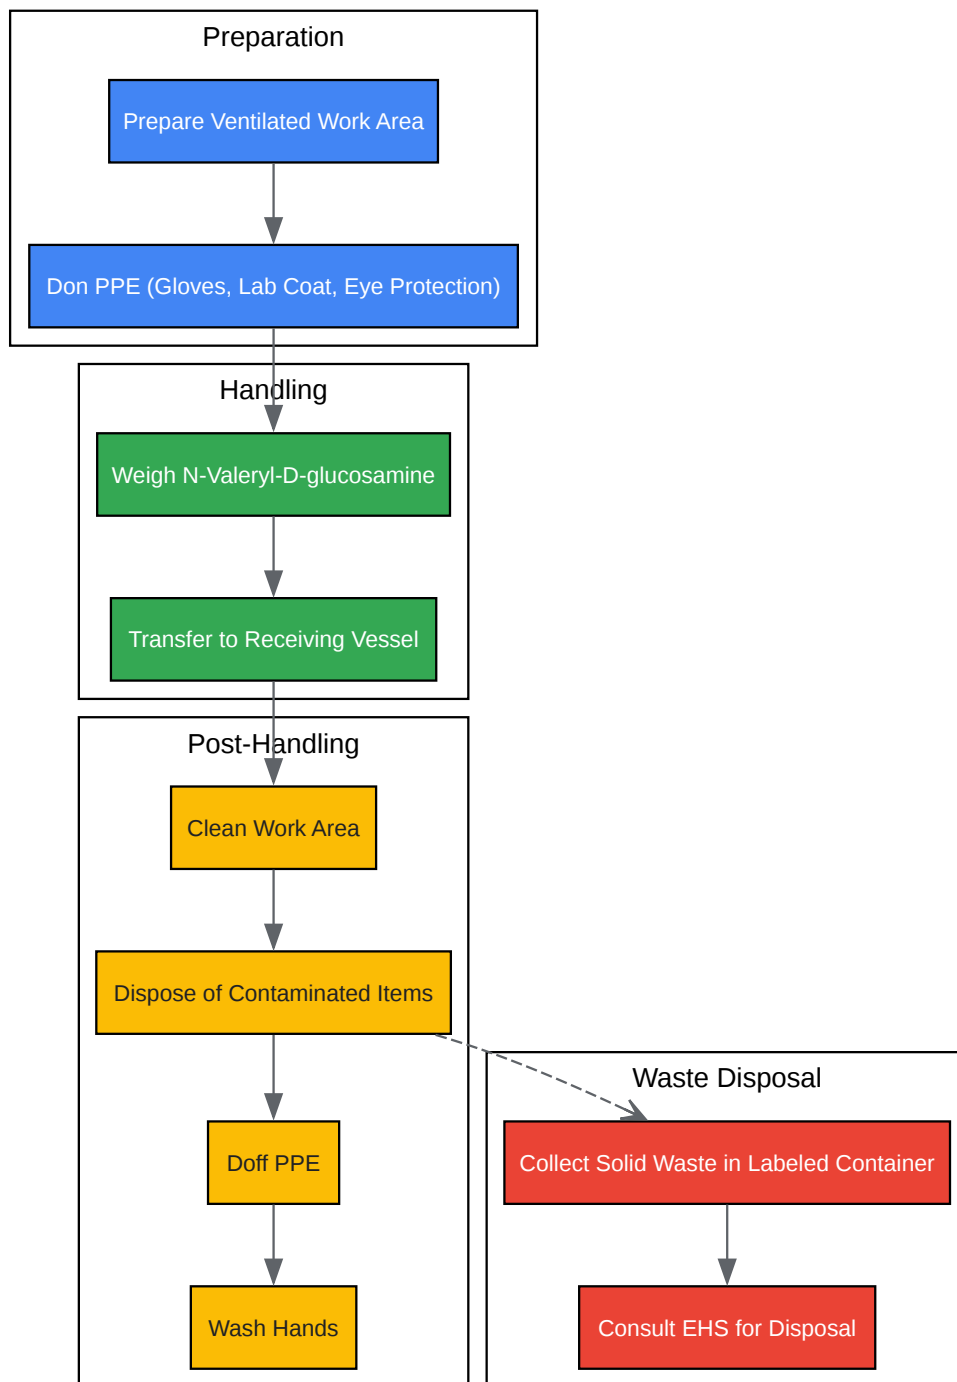 Preparation
Prepare Ventilated Work Area
Don PPE (Gloves, Lab Coat, Eye Protection)
Handling
Weigh N-Valeryl-D-glucosamine
Transfer to Receiving Vessel
Post-Handling
Clean Work Area
Dispose of Contaminated Items
Waste Disposal
Doff PPE
Collect Solid Waste in Labeled Container
Wash Hands
Consult EHS for Disposal